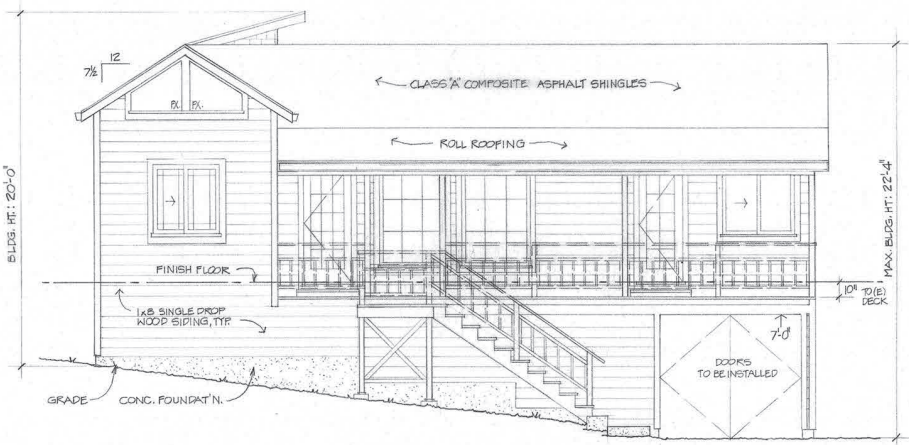 12
7½
CLASS "A" COMPOSITE ASPHALT SHINGLES
PX. PX.
ROLL ROOFING
BLDG. HT.: 20'-0"
MAX. BLDG. HT.: 22'-4"
FINISH FLOOR
10" TO (E)
DECK
1x8 SINGLE DROP
WOOD SIDING, TYP.
7'-0"
DOORS
TO BE INSTALLED
GRADE
CONC. FOUNDAT'N.